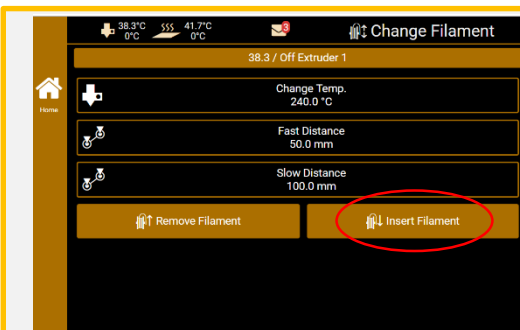 38.3°C 41.7°C 3 Change Filament
0°C 0°C
38.3 / Off Extruder 1
Home
Change Temp.
240.0 °C
Fast Distance
50.0 mm
Slow Distance
100.0 mm
Remove Filament Insert Filament